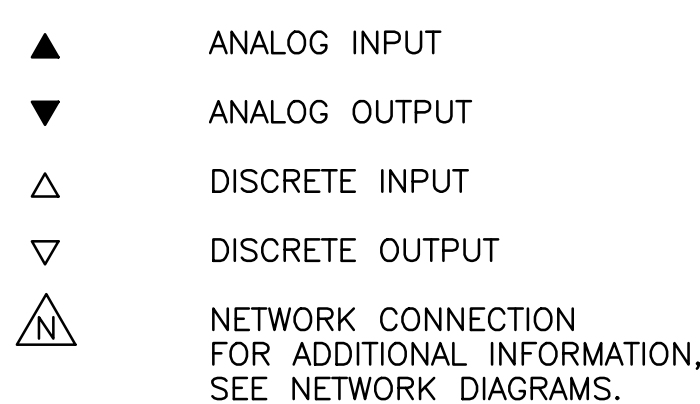 ANALOG INPUT
ANALOG OUTPUT
DISCRETE INPUT
DISCRETE OUTPUT
N NETWORK CONNECTION
FOR ADDITIONAL INFORMATION,
SEE NETWORK DIAGRAMS.